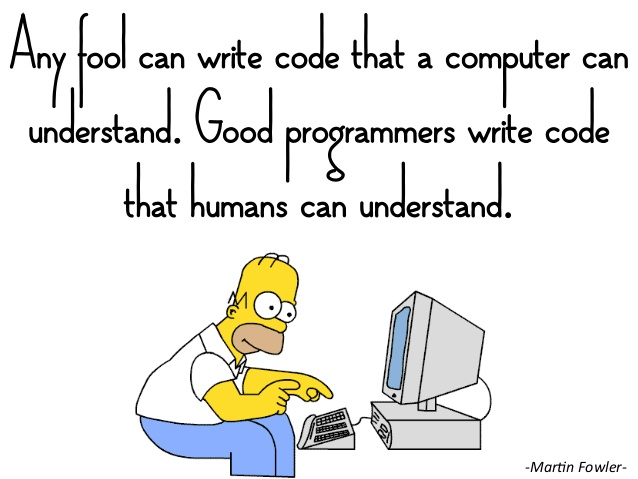 Any fool can write code that a computer can
understand. Good programmers write code
that humans can understand.
-Martin Fowler-